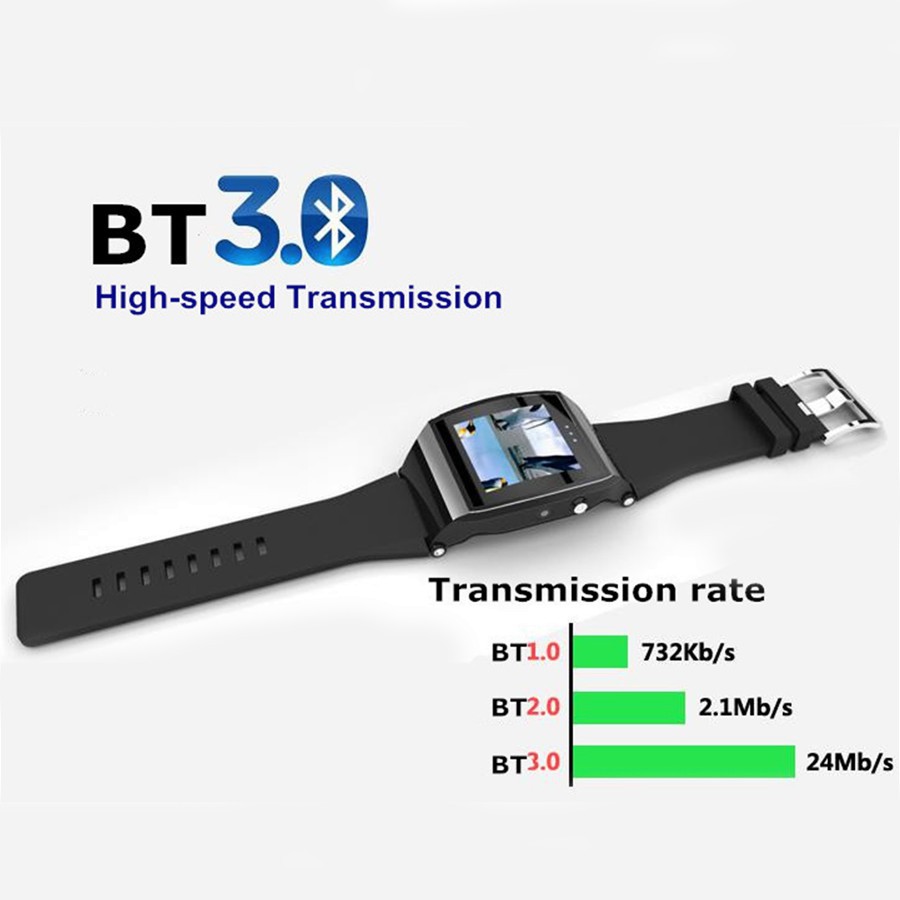 BT3.0
High-speed Transmission
Transmission rate
BT1.0 732Kb/s
BT2.0 2.1Mb/s
BT3.0 24Mb/s